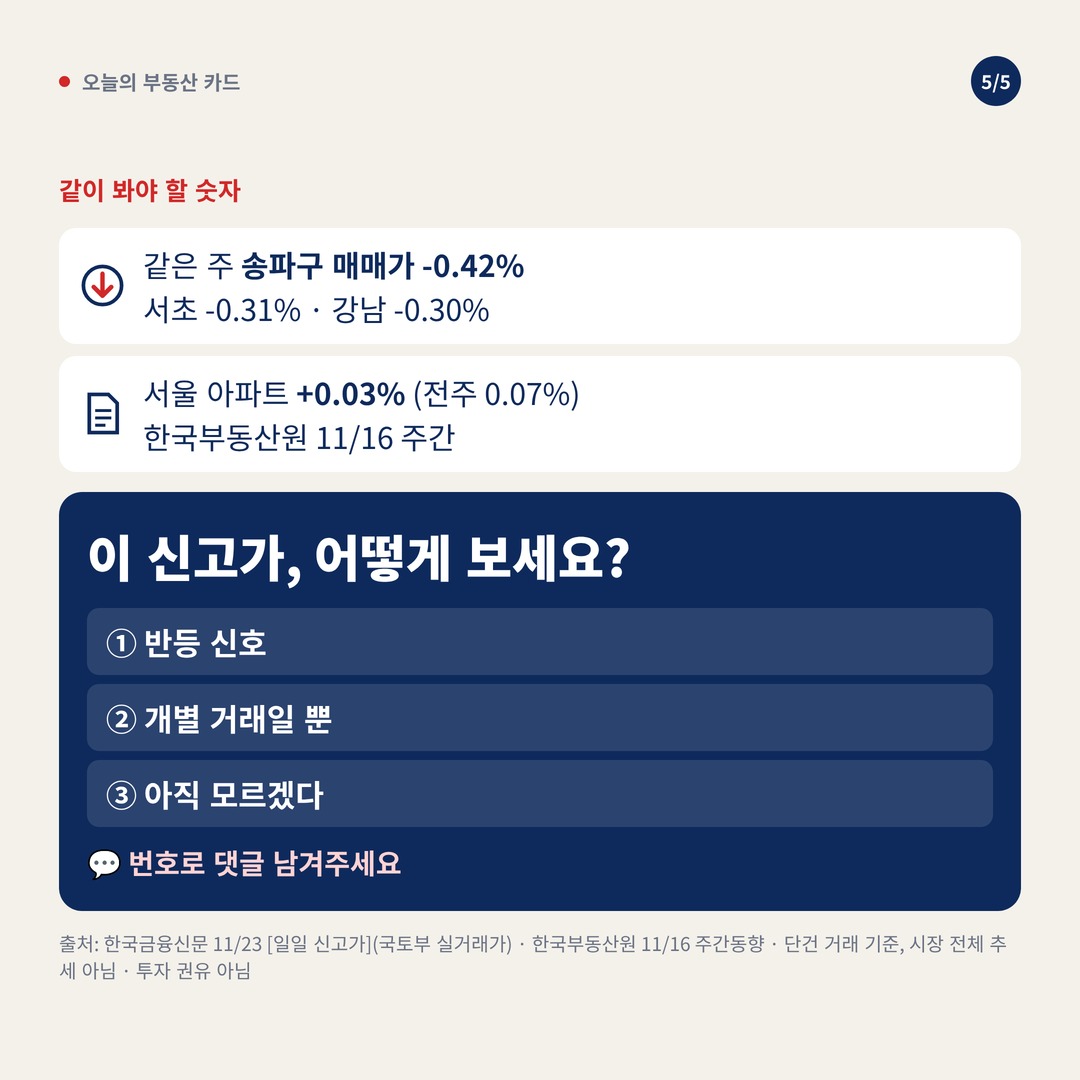 오늘의 부동산 카드
5/5
같이 봐야 할 숫자
같은 주 송파구 매매가 -0.42%
서초 -0.31% · 강남 -0.30%
서울 아파트 +0.03% (전주 0.07%)
한국부동산원 11/16 주간
이 신고가, 어떻게 보세요?
① 반등 신호
② 개별 거래일 뿐
③ 아직 모르겠다
💬 번호로 댓글 남겨주세요
출처: 한국금융신문 11/23 [일일 신고가](국토부 실거래가) · 한국부동산원 11/16 주간동향 · 단건 거래 기준, 시장 전체 추
세 아님 · 투자 권유 아님